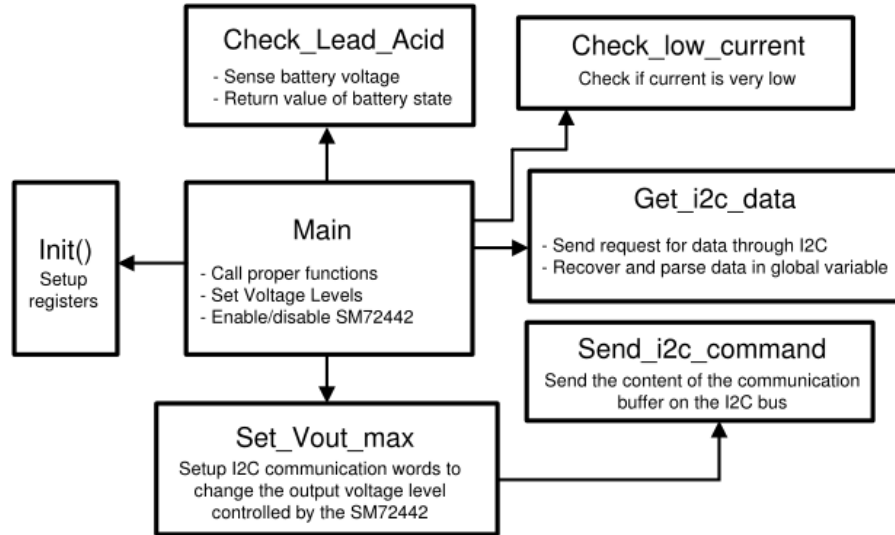 Check_Lead_Acid
- Sense battery voltage
- Return value of battery state
Check_low_current
Check if current is very low
Init()
Setup
registers
Main
- Call proper functions
- Set Voltage Levels
- Enable/disable SM72442
Get_i2c_data
- Send request for data through I2C
- Recover and parse data in global variable
Send_i2c_command
Send the content of the communication
buffer on the I2C bus
Set_Vout_max
Setup I2C communication words to
change the output voltage level
controlled by the SM72442